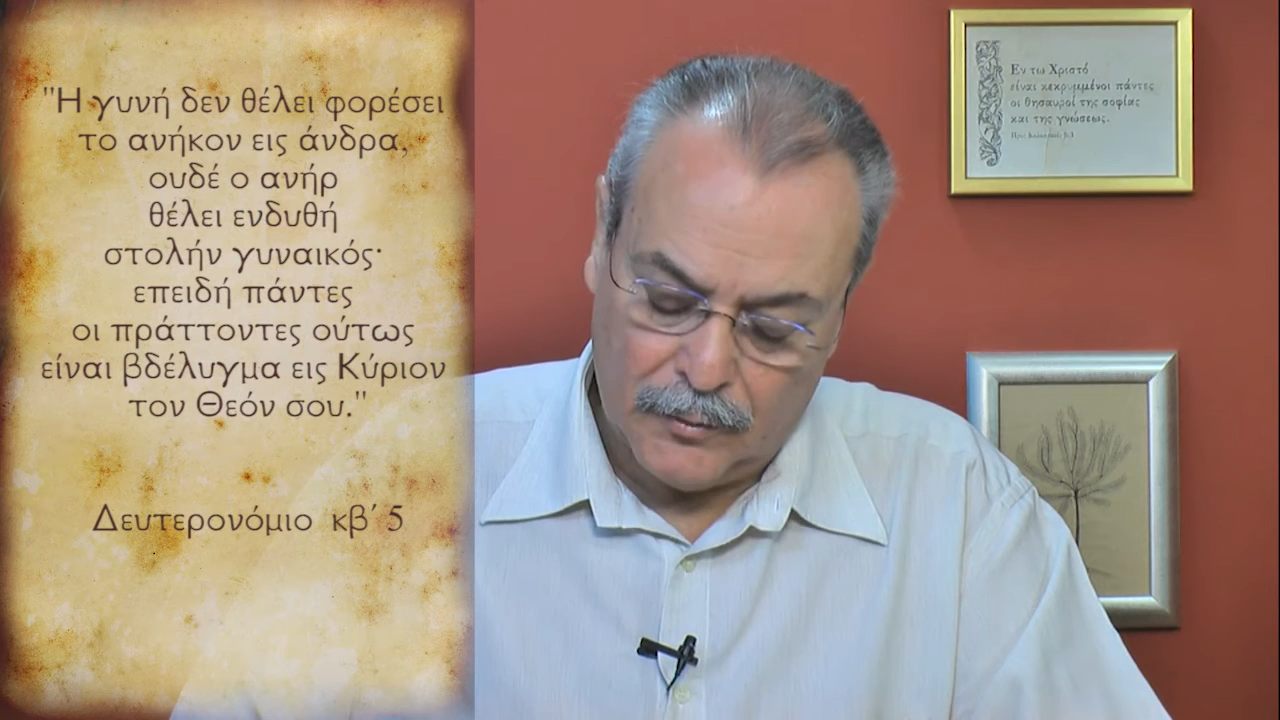 "Η γυνή δεν θέλει φορέσει
το ανήκον εις άνδρα,
ουδέ ο ανήρ
θέλει ενδυθή
στολήν γυναικός·
επειδή πάντες
οι πράττοντες ούτως
είναι βδέλυγμα εις Κύριον
τον Θεόν σου."
Δευτερονόμιο κβ΄ 5
Εν τω Χριστό
είναι κεκρυμμένοι πάντες
οι θησαυροί της σοφίας
και της γνώσεως.